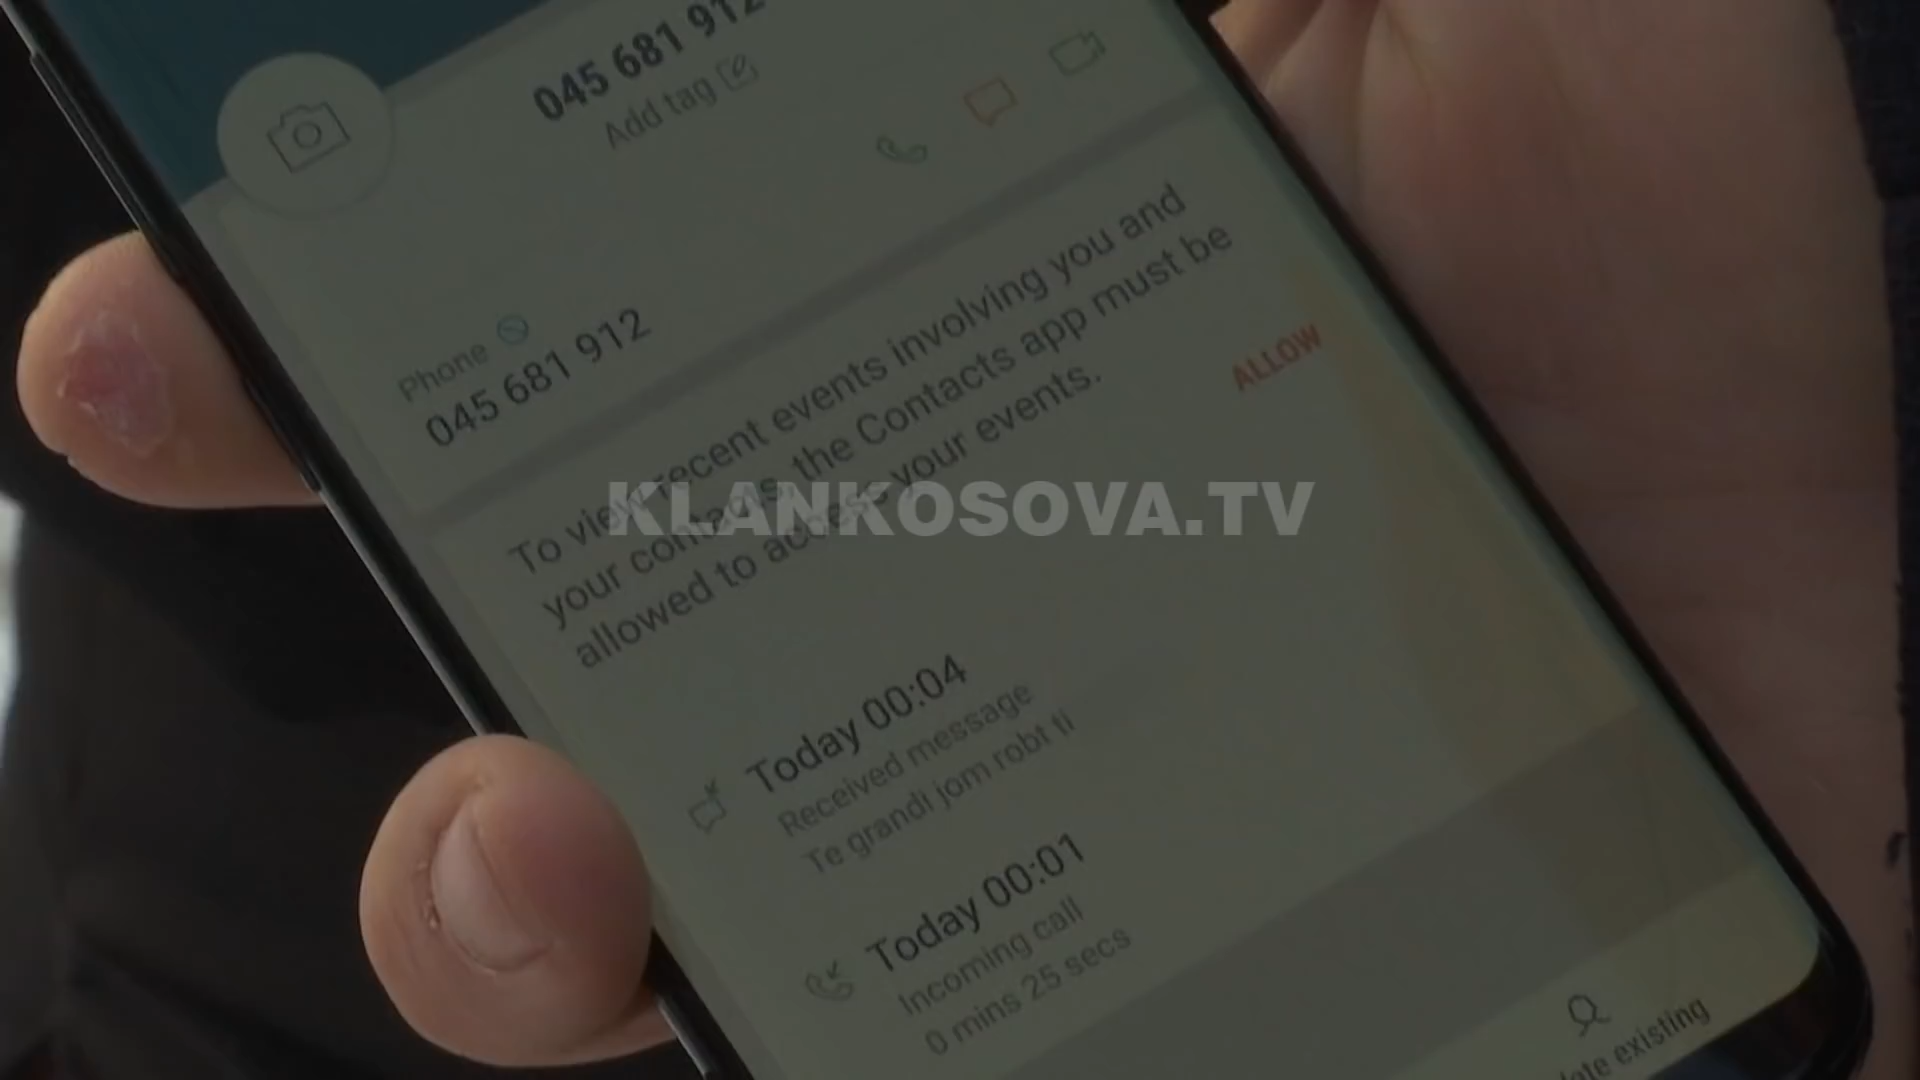 045 681 912
Add tag
Phone
045 681 912
To view recent events involving you and
your contacts, the Contacts app must be
allowed to access your events.
ALLOW
KLANKOSOVA.TV
Today 00:04
Received message
Te grandi jom robt ti
Today 00:01
Incoming call
0 mins 25 secs
existing